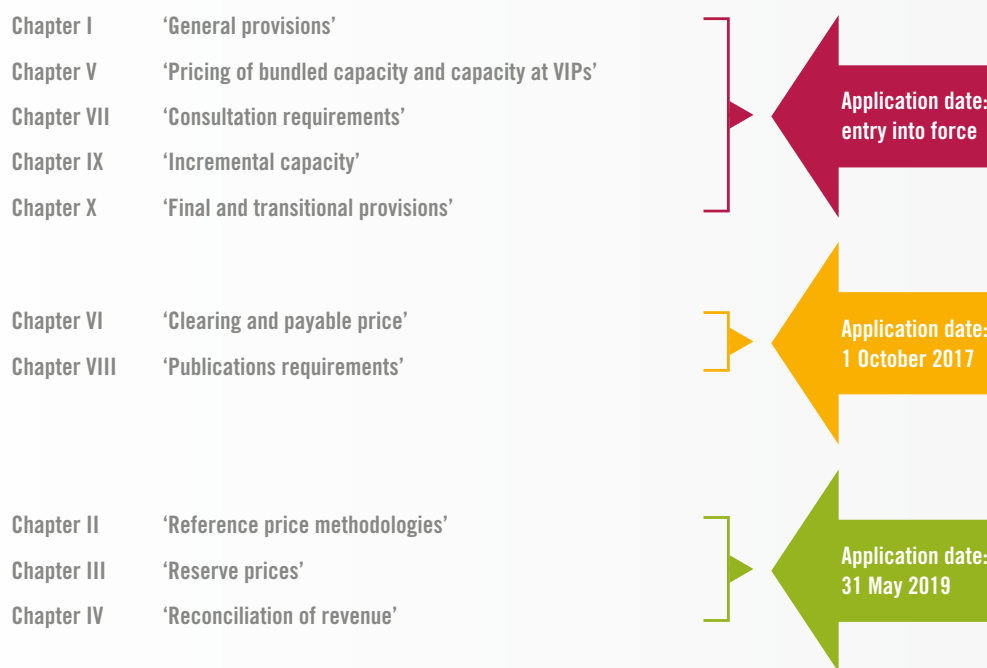 Chapter I ‘General provisions’
Chapter V ‘Pricing of bundled capacity and capacity at VIPs’
Chapter VII ‘Consultation requirements’
Chapter IX ‘Incremental capacity’
Chapter X ‘Final and transitional provisions’
Application date:
entry into force
Chapter VI ‘Clearing and payable price’
Chapter VIII ‘Publications requirements’
Application date:
1 October 2017
Chapter II ‘Reference price methodologies’
Chapter III ‘Reserve prices’
Chapter IV ‘Reconciliation of revenue’
Application date:
31 May 2019